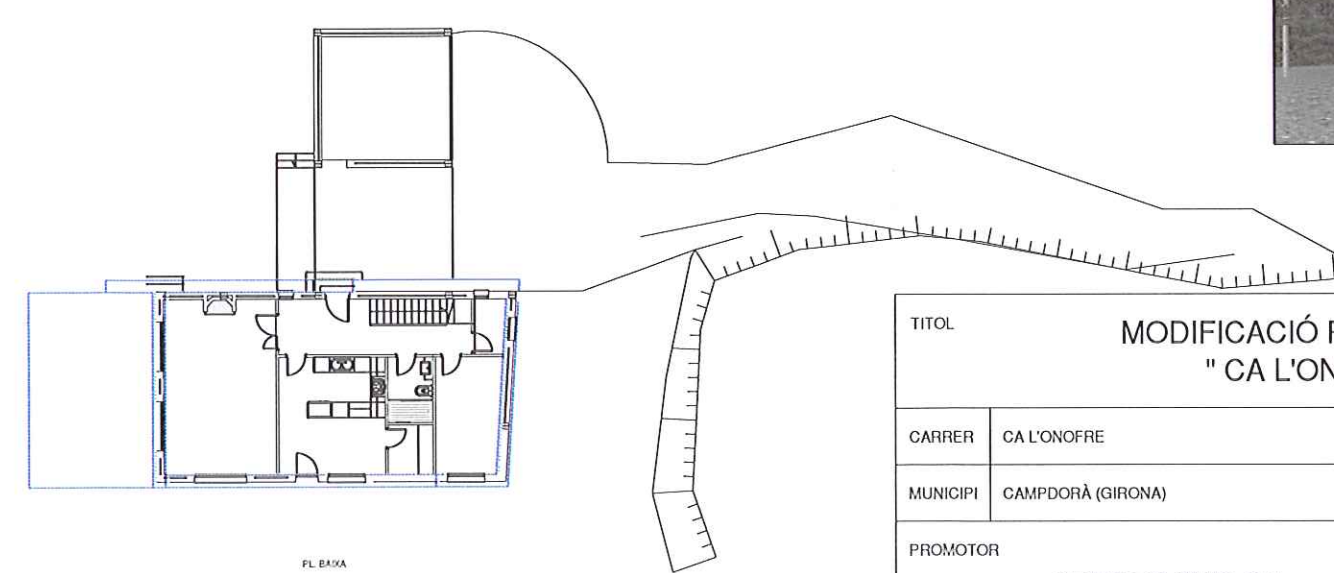 PL. BAIXA
TITOL
MODIFICACIÓ
" CA L'ON
CARRER
CA L'ONOFRE
MUNICIPI
CAMPDORÀ (GIRONA)
PROMOTOR